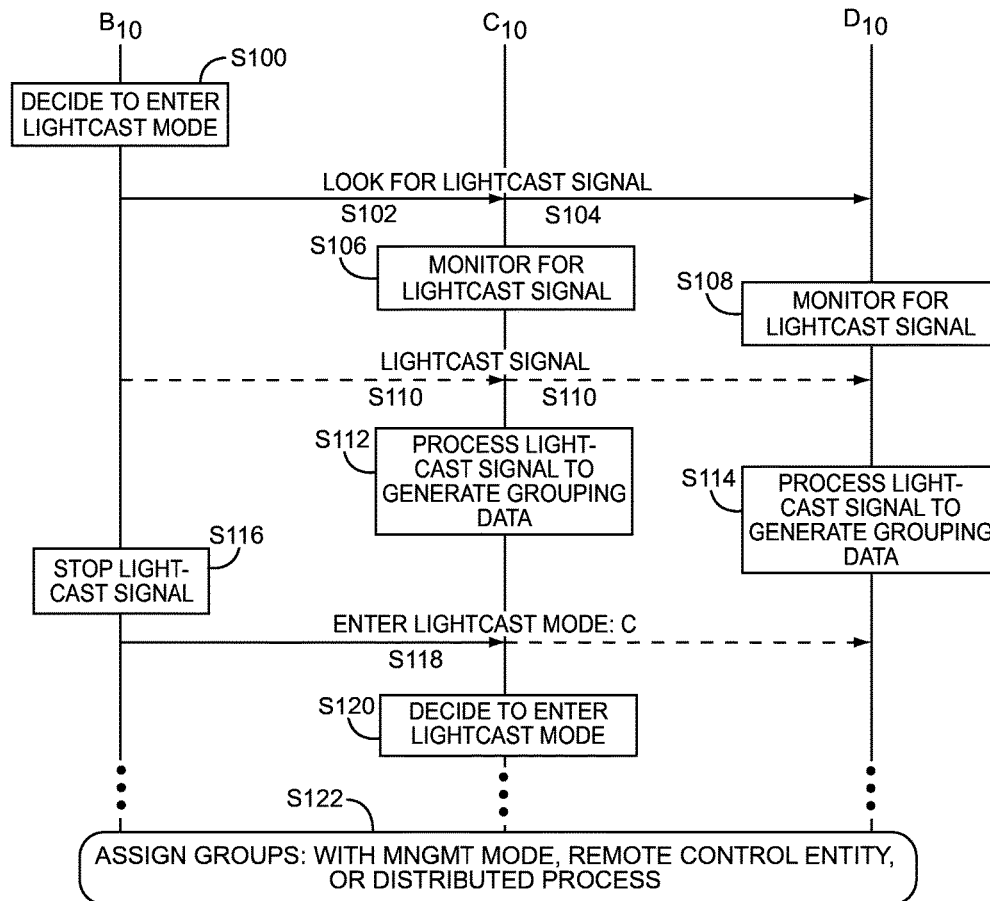 B10
C10
D10
S100
DECIDE TO ENTER
LIGHTCAST MODE
LOOK FOR LIGHTCAST SIGNAL
S102
S104
S106
MONITOR FOR
LIGHTCAST SIGNAL
S108
MONITOR FOR
LIGHTCAST SIGNAL
LIGHTCAST SIGNAL
S110
S110
S112
PROCESS LIGHT-
CAST SIGNAL TO
GENERATE GROUPING
DATA
S114
PROCESS LIGHT-
CAST SIGNAL TO
GENERATE GROUPING
DATA
S116
STOP LIGHT-
CAST SIGNAL
ENTER LIGHTCAST MODE: C
S118
S120
DECIDE TO ENTER
LIGHTCAST MODE
S122
ASSIGN GROUPS: WITH MNGMT MODE, REMOTE CONTROL ENTITY,
OR DISTRIBUTED PROCESS